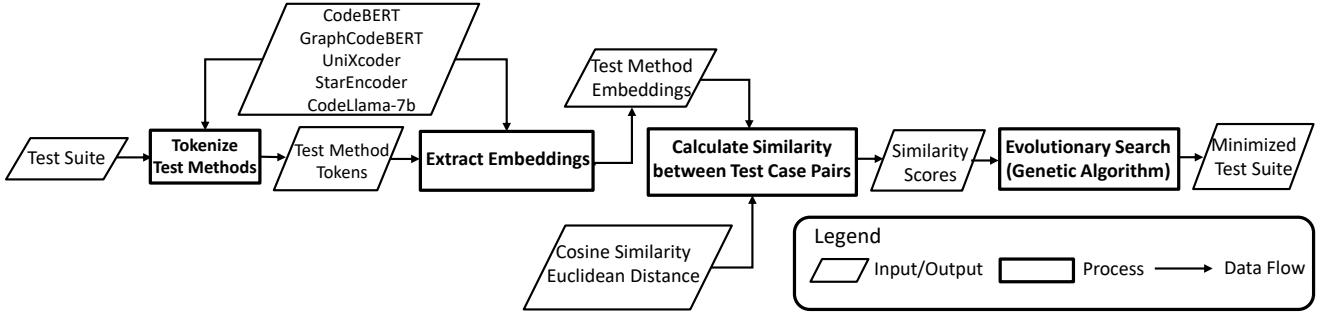 CodeBERT
GraphCodeBERT
UniXcoder
StarEncoder
CodeLlama-7b
Test Suite
Tokenize
Test Methods
Test Method
Tokens
Extract Embeddings
Test Method
Embeddings
Calculate Similarity
between Test Case Pairs
Cosine Similarity
Euclidean Distance
Similarity
Scores
Evolutionary Search
(Genetic Algorithm)
Minimized
Test Suite
Legend
Input/Output
Process
Data Flow